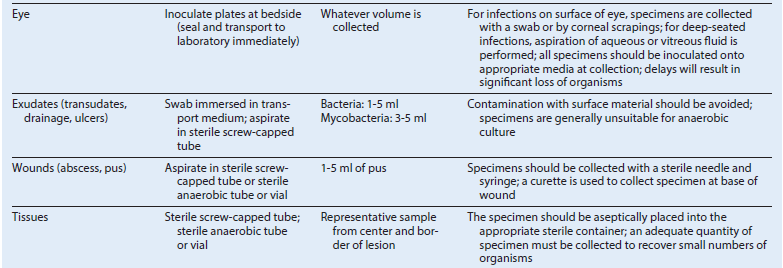 Eye
Inoculate plates at bedside
(seal and transport to
laboratory immediately)
Whatever volume is
collected
For infections on surface of eye, specimens are collected
with a swab or by corneal scrapings; for deep-seated
infections, aspiration of aqueous or vitreous fluid is
performed; all specimens should be inoculated onto
appropriate media at collection; delays will result in
significant loss of organisms
Exudates (transudates,
drainage, ulcers)
Swab immersed in trans-
port medium; aspirate
in sterile screw-capped
tube
Bacteria: 1-5 ml
Mycobacteria: 3-5 ml
Contamination with surface material should be avoided;
specimens are generally unsuitable for anaerobic
culture
Wounds (abscess, pus)
Aspirate in sterile screw-
capped tube or sterile
anaerobic tube or vial
1-5 ml of pus
Specimens should be collected with a sterile needle and
syringe; a curette is used to collect specimen at base of
wound
Tissues
Sterile screw-capped tube;
sterile anaerobic tube
or vial
Representative sample
from center and bor-
der of lesion
The specimen should be aseptically placed into the
appropriate sterile container; an adequate quantity of
specimen must be collected to recover small numbers of
organisms